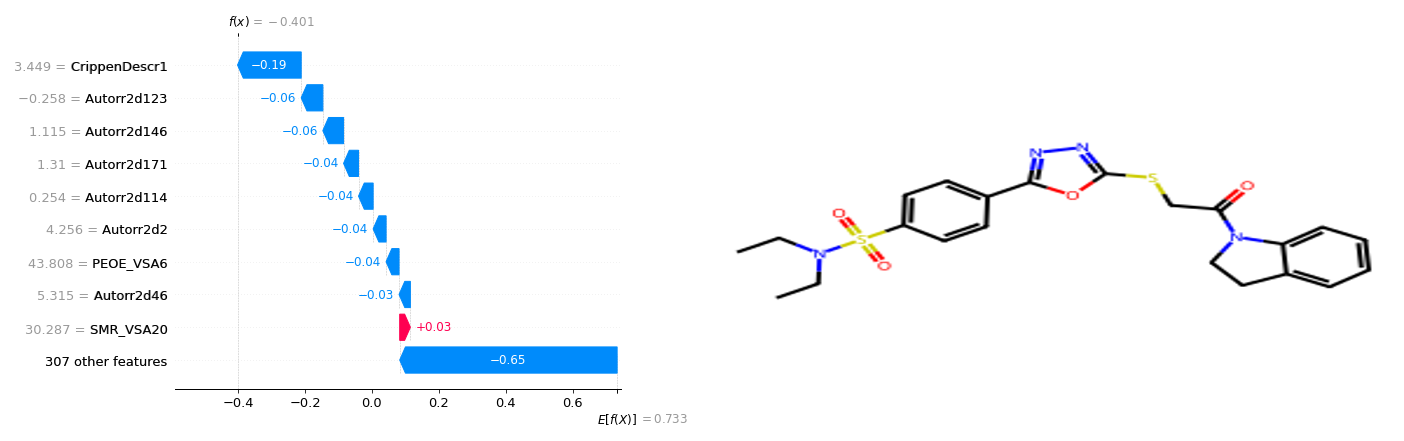 f(x) = −0.401
3.449 = CrippenDescr1
−0.19
−0.258 = Autorr2d123
−0.06
1.115 = Autorr2d146
−0.06
1.31 = Autorr2d171
−0.04
0.254 = Autorr2d114
−0.04
4.256 = Autorr2d2
−0.04
43.808 = PEOE_VSA6
−0.04
5.315 = Autorr2d46
−0.03
30.287 = SMR_VSA20
+0.03
307 other features
−0.65
−0.4 −0.2 0.0 0.2 0.4 0.6
E[f(X)] = 0.733
N N
O
S
O
N
O
S
N
O